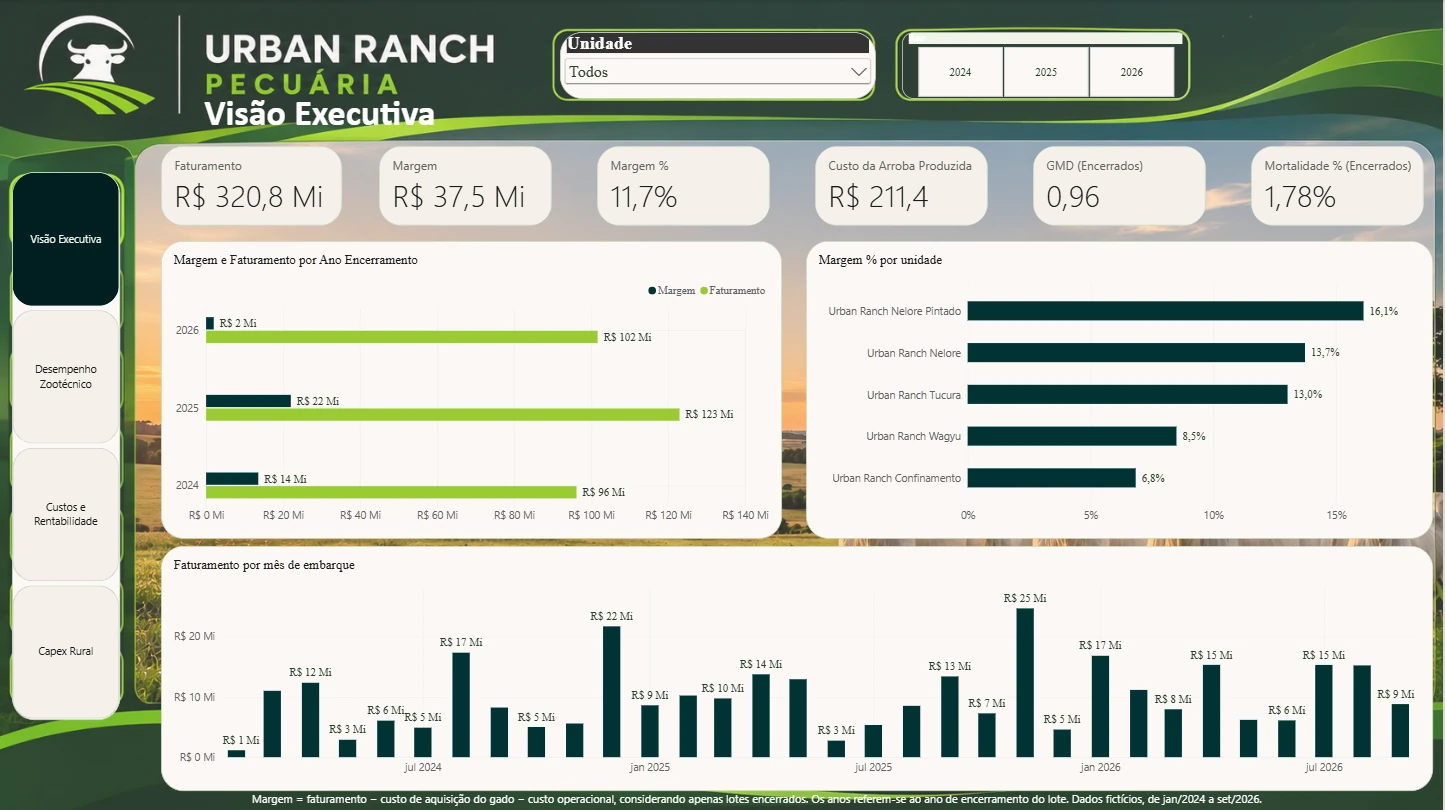 URBAN RANCH
PECUÁRIA
Visão Executiva
Unidade
Todos
2024
2025
2026
Visão Executiva
Desempenho
Zootécnico
Custos e
Rentabilidade
Capex Rural
Faturamento
R$ 320,8 Mi
Margem
R$ 37,5 Mi
Margem %
11,7%
Custo da Arroba Produzida
R$ 211,4
GMD (Encerrados)
0,96
Mortalidade % (Encerrados)
1,78%
Margem e Faturamento por Ano Encerramento
Margem Faturamento
2026
R$ 2 Mi
R$ 102 Mi
2025
R$ 22 Mi
R$ 123 Mi
2024
R$ 14 Mi
R$ 96 Mi
R$ 0 Mi R$ 20 Mi R$ 40 Mi R$ 60 Mi R$ 80 Mi R$ 100 Mi R$ 120 Mi R$ 140 Mi
Margem % por unidade
Urban Ranch Nelore Pintado 16,1%
Urban Ranch Nelore 13,7%
Urban Ranch Tucura 13,0%
Urban Ranch Wagyu 8,5%
Urban Ranch Confinamento 6,8%
0% 5% 10% 15%
Faturamento por mês de embarque
R$ 20 Mi
R$ 10 Mi
R$ 0 Mi
R$ 1 Mi
R$ 12 Mi
R$ 3 Mi
R$ 6 Mi
R$ 5 Mi
R$ 17 Mi
R$ 5 Mi
R$ 22 Mi
R$ 9 Mi
R$ 10 Mi
R$ 14 Mi
R$ 3 Mi
R$ 13 Mi
R$ 7 Mi
R$ 25 Mi
R$ 5 Mi
R$ 17 Mi
R$ 8 Mi
R$ 15 Mi
R$ 6 Mi
R$ 15 Mi
R$ 9 Mi
jul 2024 jan 2025 jul 2025 jan 2026 jul 2026
Margem = faturamento − custo de aquisição do gado − custo operacional, considerando apenas lotes encerrados. Os anos referem-se ao ano de encerramento do lote. Dados fictícios, de jan/2024 a set/2026.